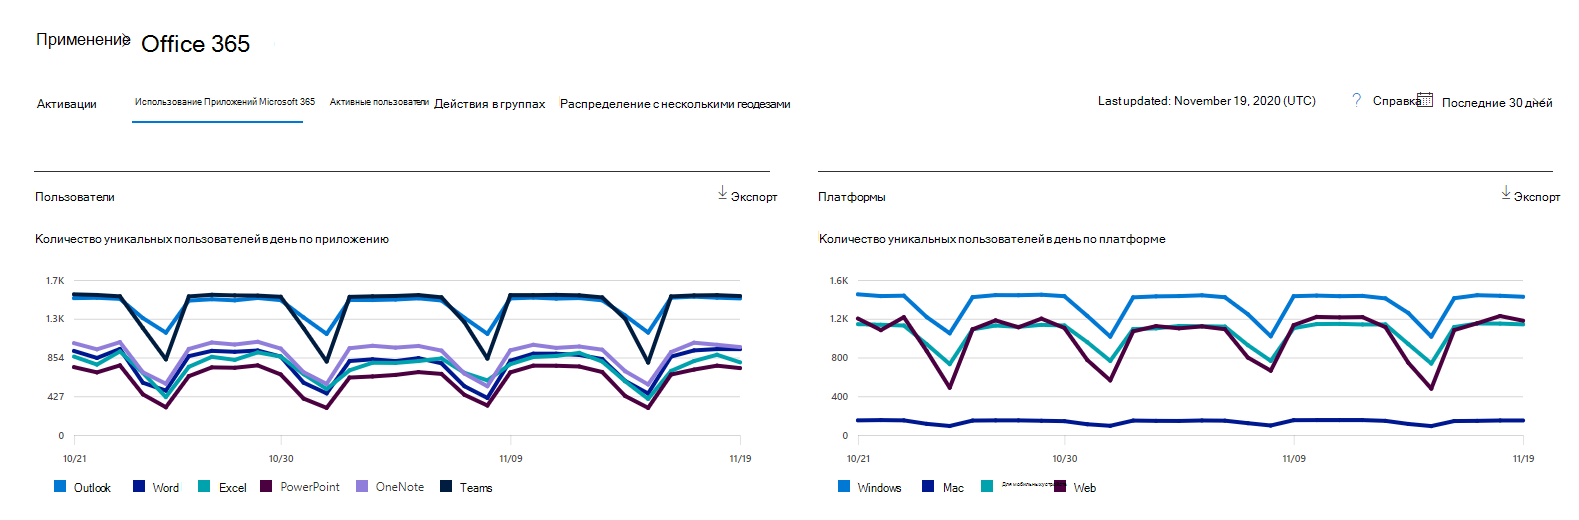 Применение Office 365
Активации Использование Приложений Microsoft 365 Активные пользователи Действия в группах Распределение с несколькими геодезами Last updated: November 19, 2020 (UTC) ? Справка Последние 30 дней
Пользователи Экспорт
Количество уникальных пользователей в день по приложению
1.7K
1.3K
854
427
0
10/21 10/30 11/09 11/19
Outlook Word Excel PowerPoint OneNote Teams
Платформы Экспорт
Количество уникальных пользователей в день по платформе
1.6K
1.2K
800
400
0
10/21 10/30 11/09 11/19
Windows Mac Для мобильных устройств Web